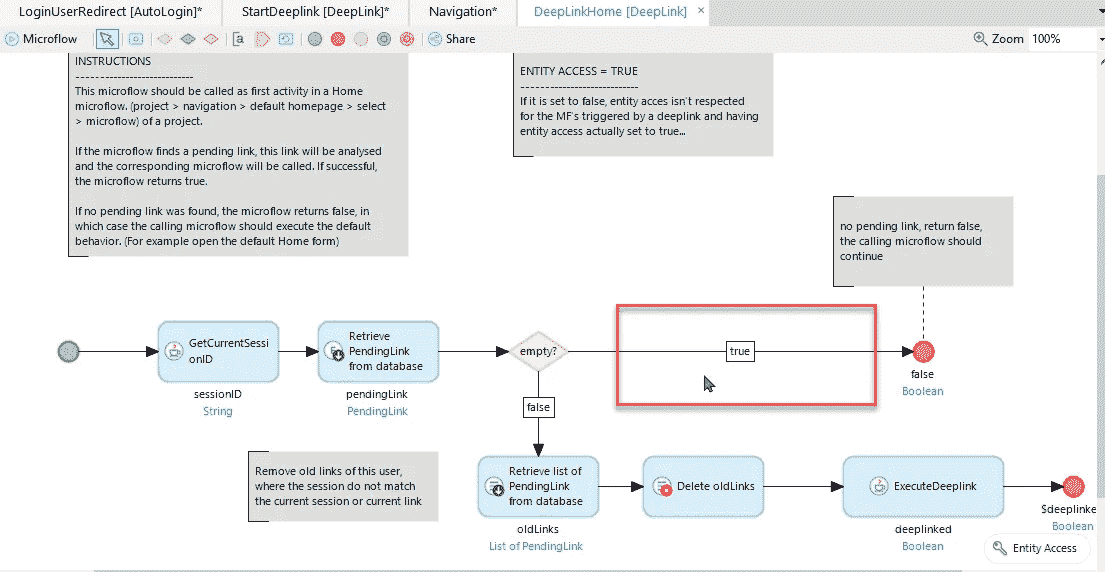 LoginUserRedirect [AutoLogin]*
StartDeeplink [DeepLink]*
Navigation*
DeepLinkHome [DeepLink]
Microflow
Share
Zoom 100%
INSTRUCTIONS
----------------------------
This microflow should be called as first activity in a Home
microflow. (project > navigation > default homepage > select
> microflow) of a project.
If the microflow finds a pending link, this link will be analysed
and the corresponding microflow will be called. If successful,
the microflow returns true.
If no pending link was found, the microflow returns false, in
which case the calling microflow should execute the default
behavior. (For example open the default Home form)
ENTITY ACCESS = TRUE
----------------------------
If it is set to false, entity acces isn't respected
for the MF's triggered by a deeplink and having
entity access actually set to true...
no pending link, return false,
the calling microflow should
continue
GetCurrentSessi
onID
sessionID
String
Retrieve
PendingLink
from database
pendingLink
PendingLink
empty?
true
false
Boolean
false
Remove old links of this user,
where the session do not match
the current session or current link
Retrieve list of
PendingLink
from database
oldLinks
List of PendingLink
Delete oldLinks
ExecuteDeeplink
deeplinked
Boolean
$deeplinke
Boolean
Entity Access